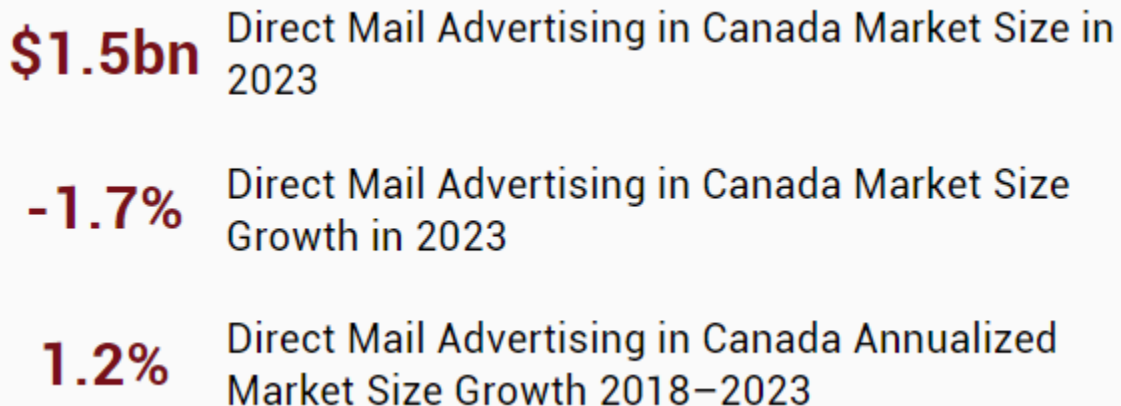 $1.5bn Direct Mail Advertising in Canada Market Size in
2023
-1.7% Direct Mail Advertising in Canada Market Size
Growth in 2023
1.2% Direct Mail Advertising in Canada Annualized
Market Size Growth 2018–2023